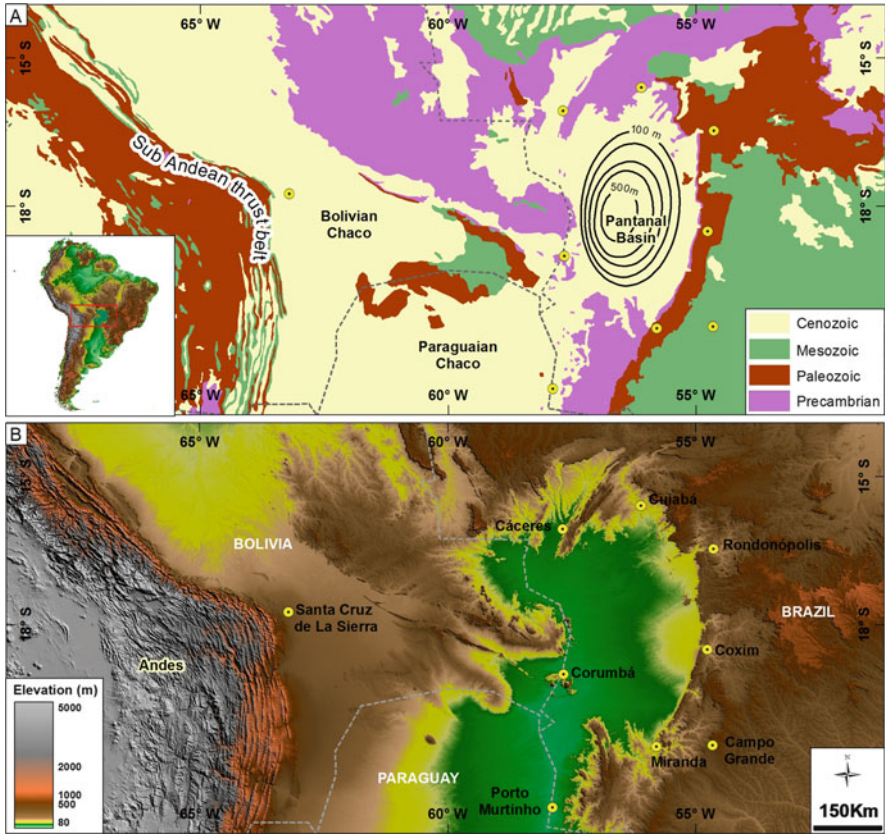 A
65° W
60° W
55° W
15° S
15° S
100 m
Sub Andean thrust belt
500m
18° S
Bolivian
Chaco
Pantanal
Basin
18° S
Paraguaian
Chaco
Cenozoic
Mesozoic
Paleozoic
Precambrian
65° W
60° W
55° W
B
65° W
60° W
55° W
15° S
15° S
Cuiabá
Cáceres
BOLIVIA
Rondonópolis
18° S
Santa Cruz
de La Sierra
BRAZIL
18° S
Coxim
Andes
Corumbá
Elevation (m)
5000
2000
1000
500
80
Campo
Grande
Miranda
PARAGUAY
Porto
Murtinho
N
150Km
65° W
60° W
55° W